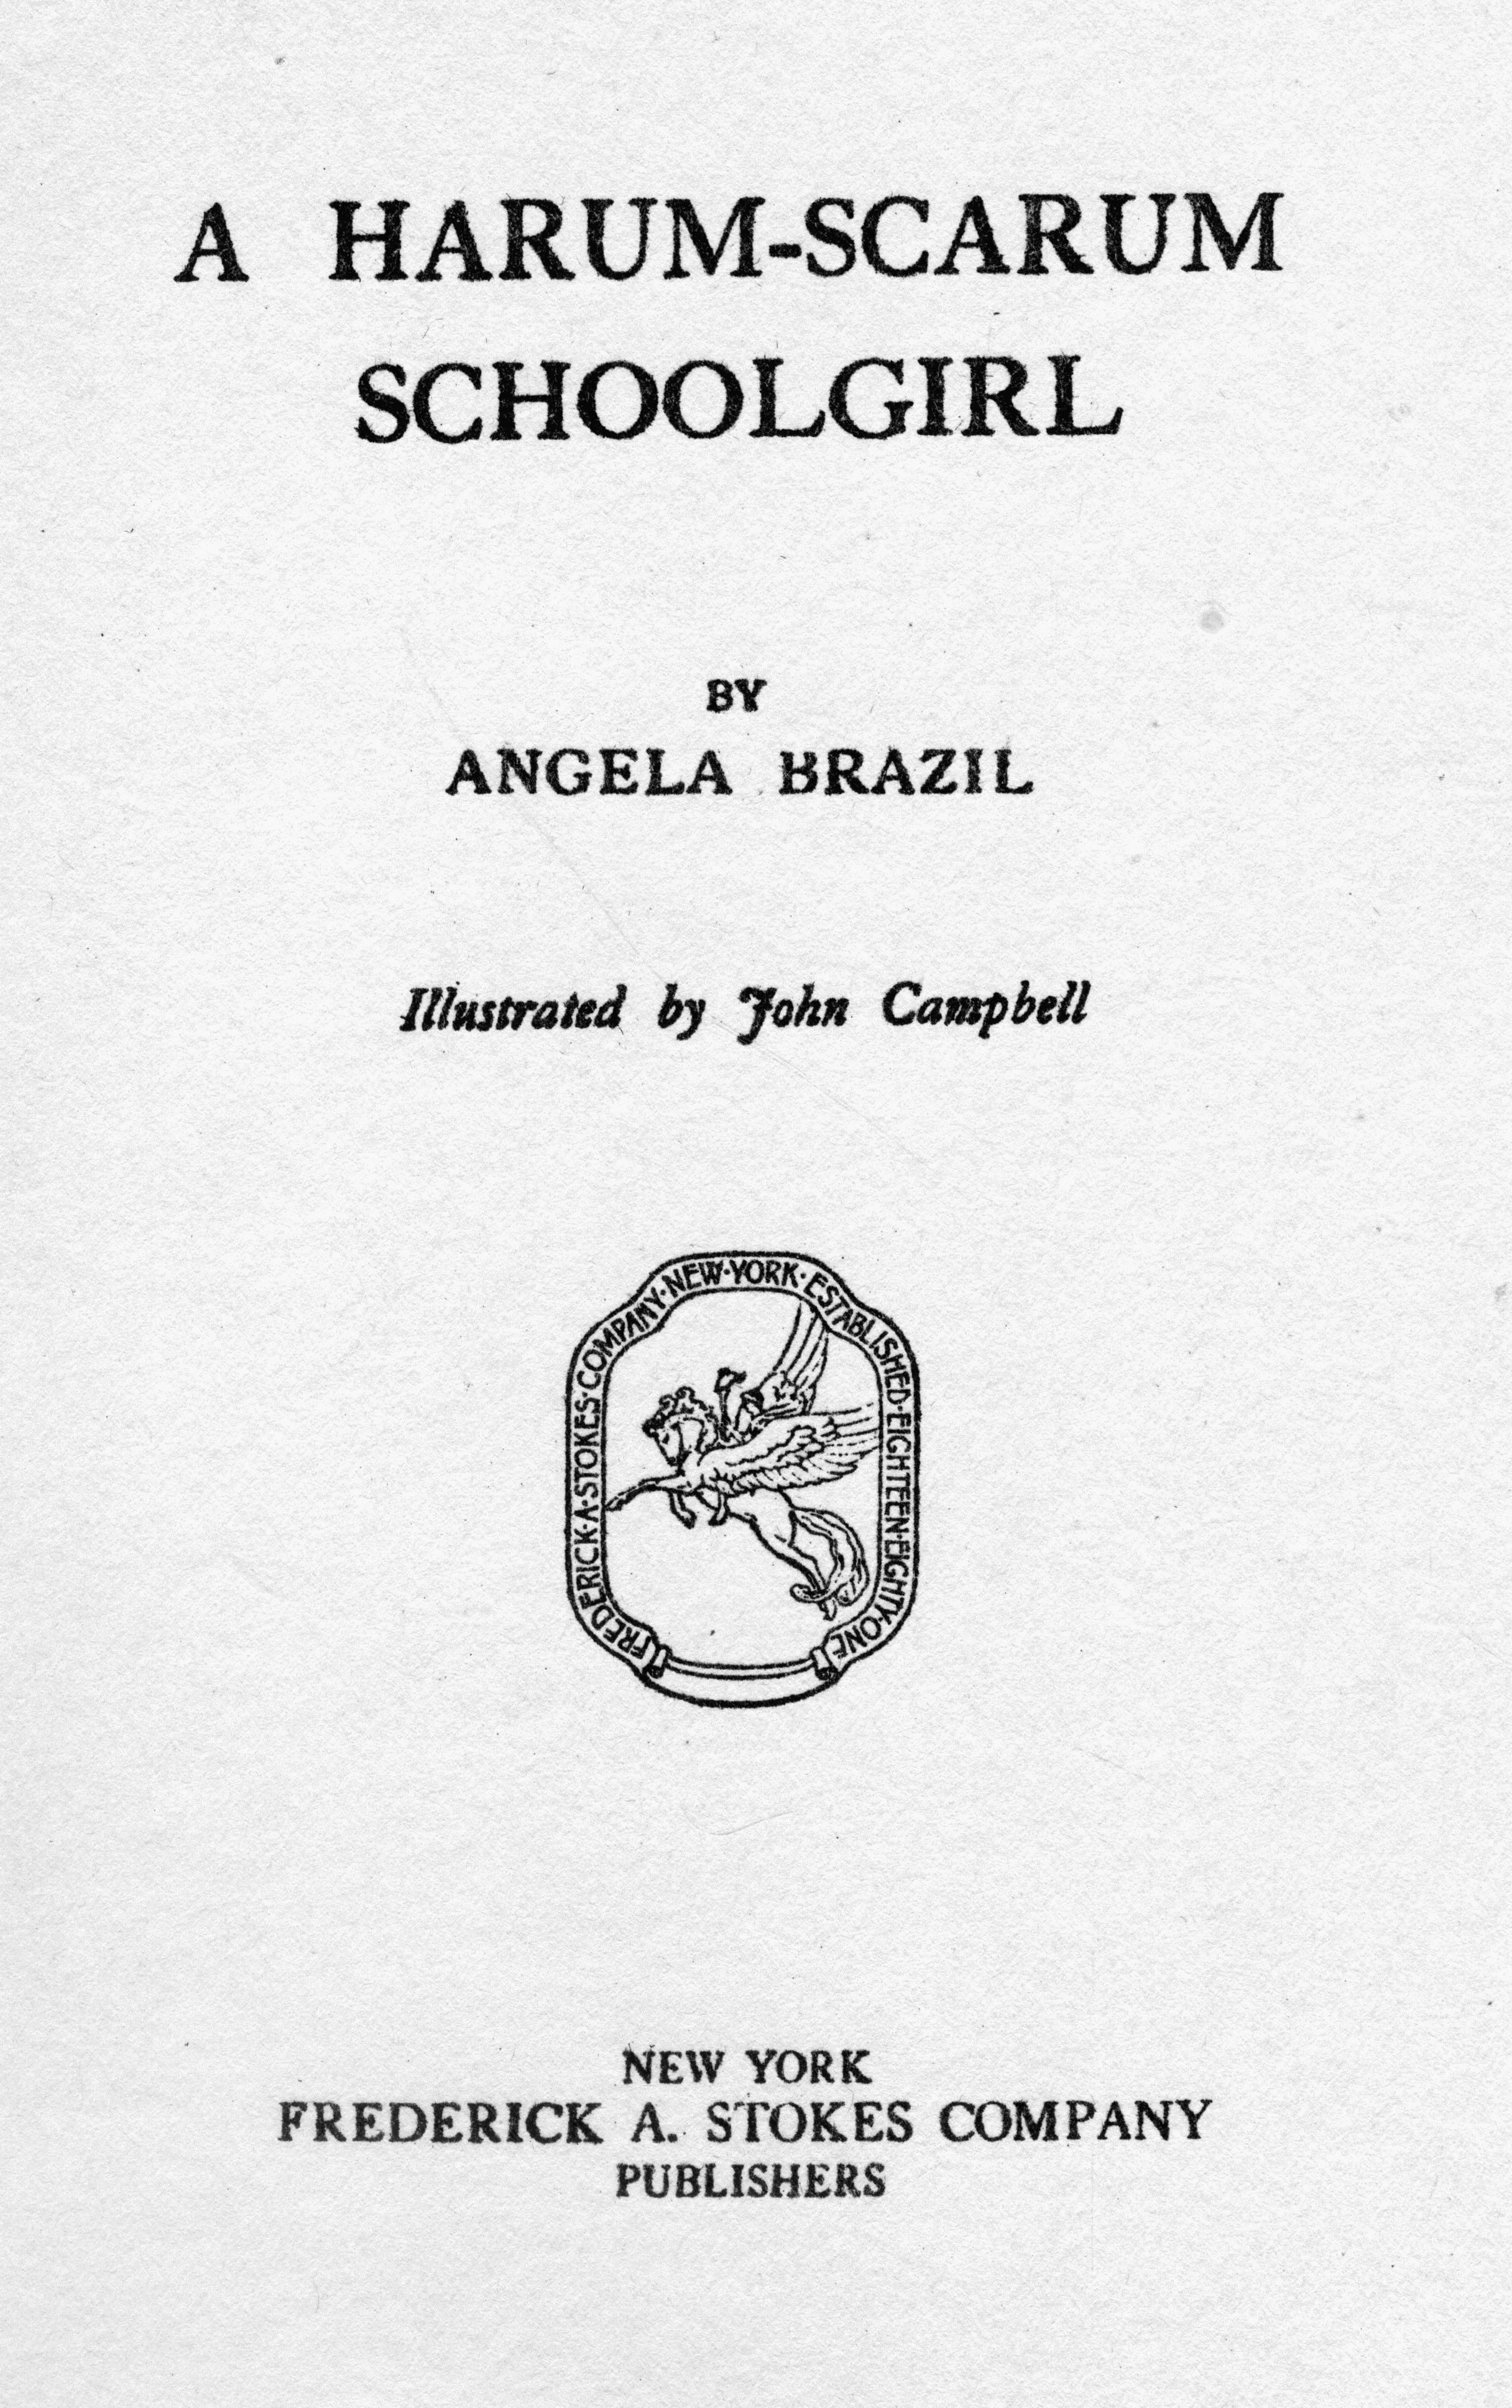 A HARUM-SCARUM
SCHOOLGIRL
BY
ANGELA BRAZIL
Illustrated by John Campbell
FREDERICK·A·STOKES·COMPANY·NEW·YORK·ESTABLISHED·EIGHTEEN·EIGHTY·ONE
NEW YORK
FREDERICK A. STOKES COMPANY
PUBLISHERS